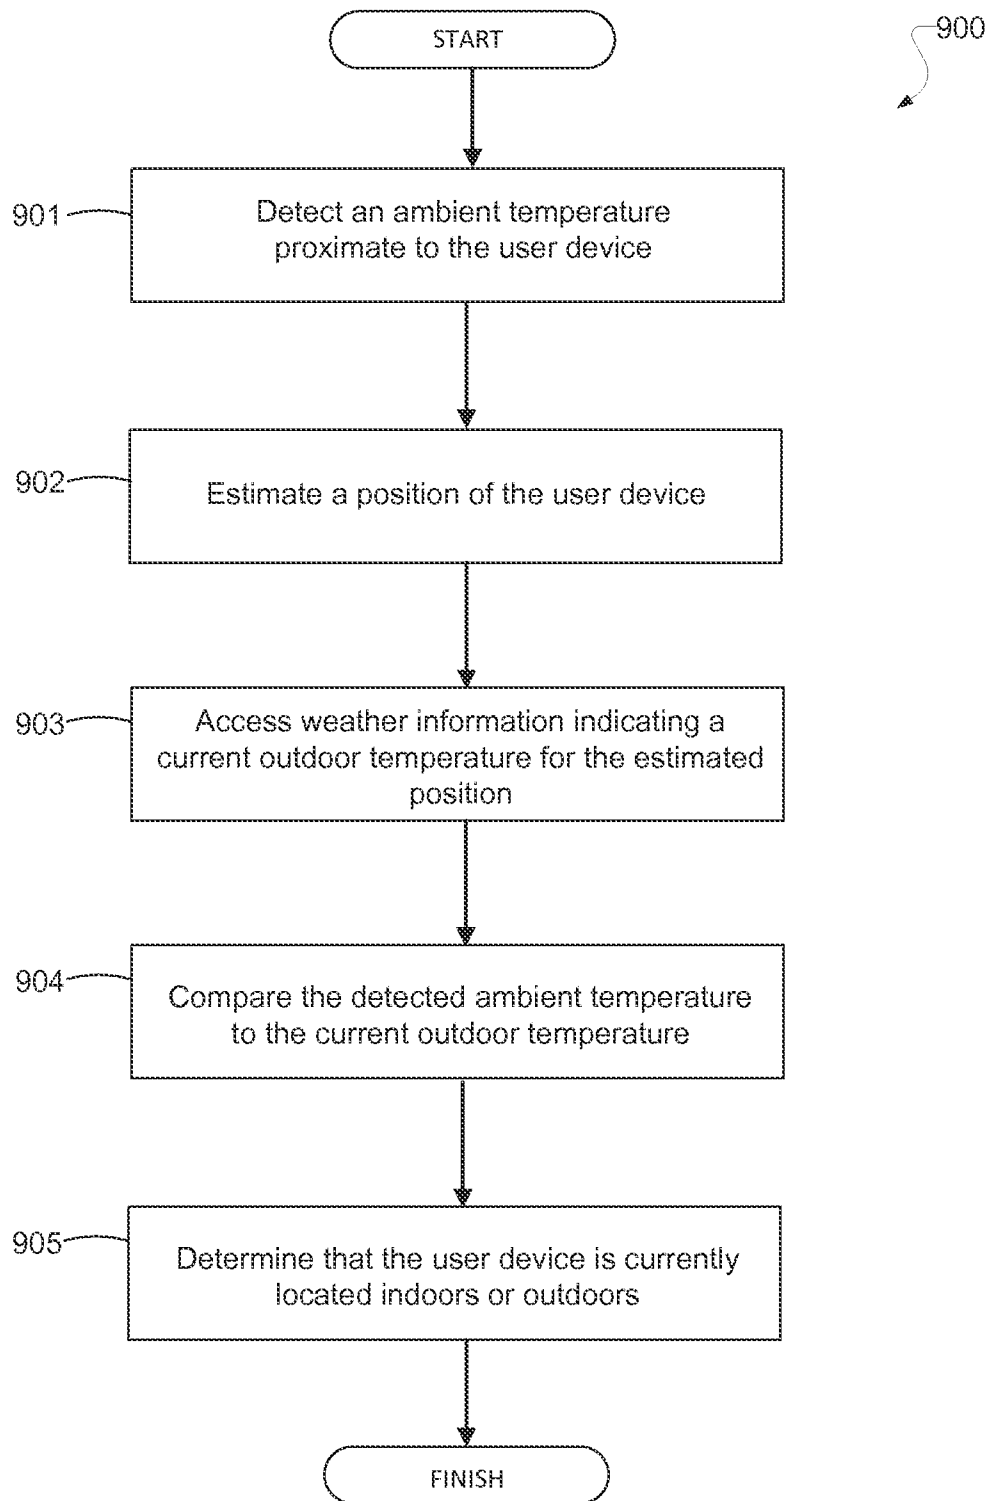 START
900
901
Detect an ambient temperature
proximate to the user device
902
Estimate a position of the user device
903
Access weather information indicating a
current outdoor temperature for the estimated
position
904
Compare the detected ambient temperature
to the current outdoor temperature
905
Determine that the user device is currently
located indoors or outdoors
FINISH